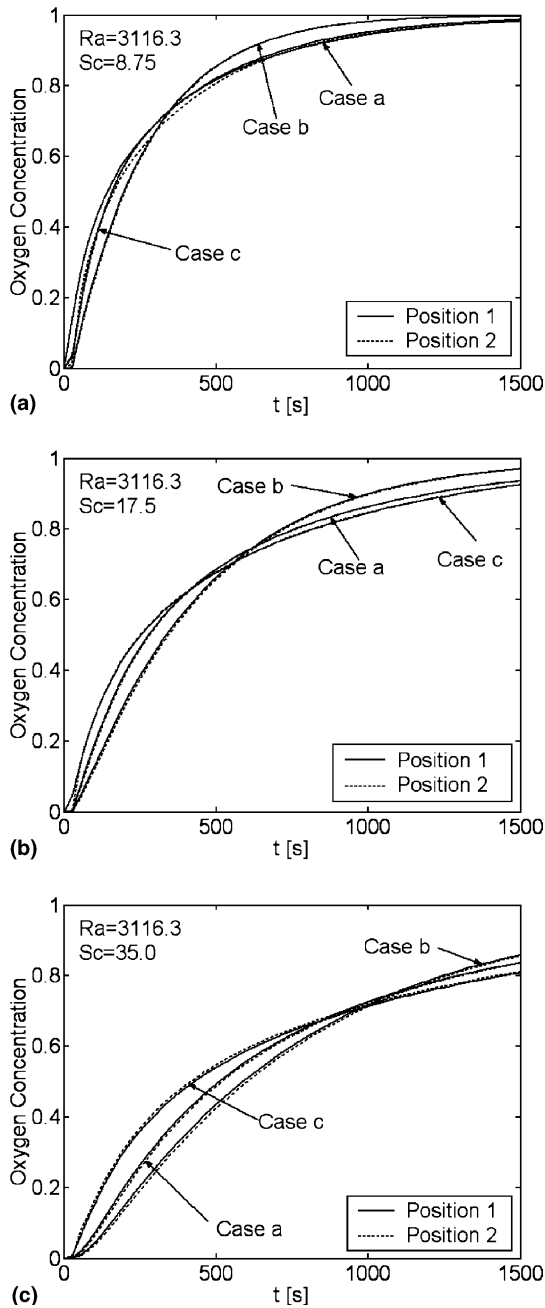 Ra=3116.3
Sc=8.75
Case b
Case a
Case c
Position 1
Position 2
Oxygen Concentration
1
0.8
0.6
0.4
0.2
0
0
500
1000
1500
t [s]
(a)
Ra=3116.3
Sc=17.5
Case b
Case a
Case c
Position 1
Position 2
Oxygen Concentration
1
0.8
0.6
0.4
0.2
0
0
500
1000
1500
t [s]
(b)
Ra=3116.3
Sc=35.0
Case b
Case c
Case a
Position 1
Position 2
Oxygen Concentration
1
0.8
0.6
0.4
0.2
0
0
500
1000
1500
t [s]
(c)